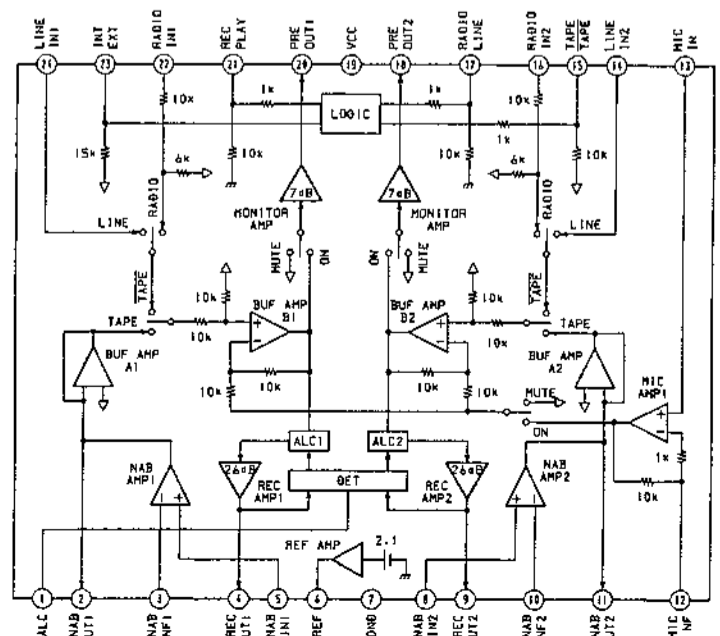 LINE IN1
INT EXT
RADIO IN1
REC PLAY
PRE OUT1
VCC
PRE OUT2
RADIO LINE
RADIO IN2
TAPE TAPE
LINE IN2
MIC IN
24 23 22 21 20 19 18 17 16 15 14 13
10k 1k LOGIC 1k 10k
1k
15k 6k 10k 10k 6k 10k
7dB 7dB
RADIO MONITOR AMP MONITOR AMP RADIO
LINE LINE
MUTE ON ON MUTE
TAPE TAPE
10k BUF AMP B1 BUF AMP B2 10k
TAPE 10k 10k TAPE
BUF AMP A1 BUF AMP A2
10k 10k
10k 10k MUTE MIC AMP1
ON
ALC1 ALC2 1k
NAB AMP1 26dB REC AMP1 DET 26dB REC AMP2 NAB AMP2 10k
REF AMP 2.1
1 2 3 4 5 6 7 8 9 10 11 12
ALC
NAB OUT1
NAB NF1
REC OUT1
NAB IN1
REF
GND
NAB IN2
REC OUT2
NAB NF2
NAB OUT2
MIC NF